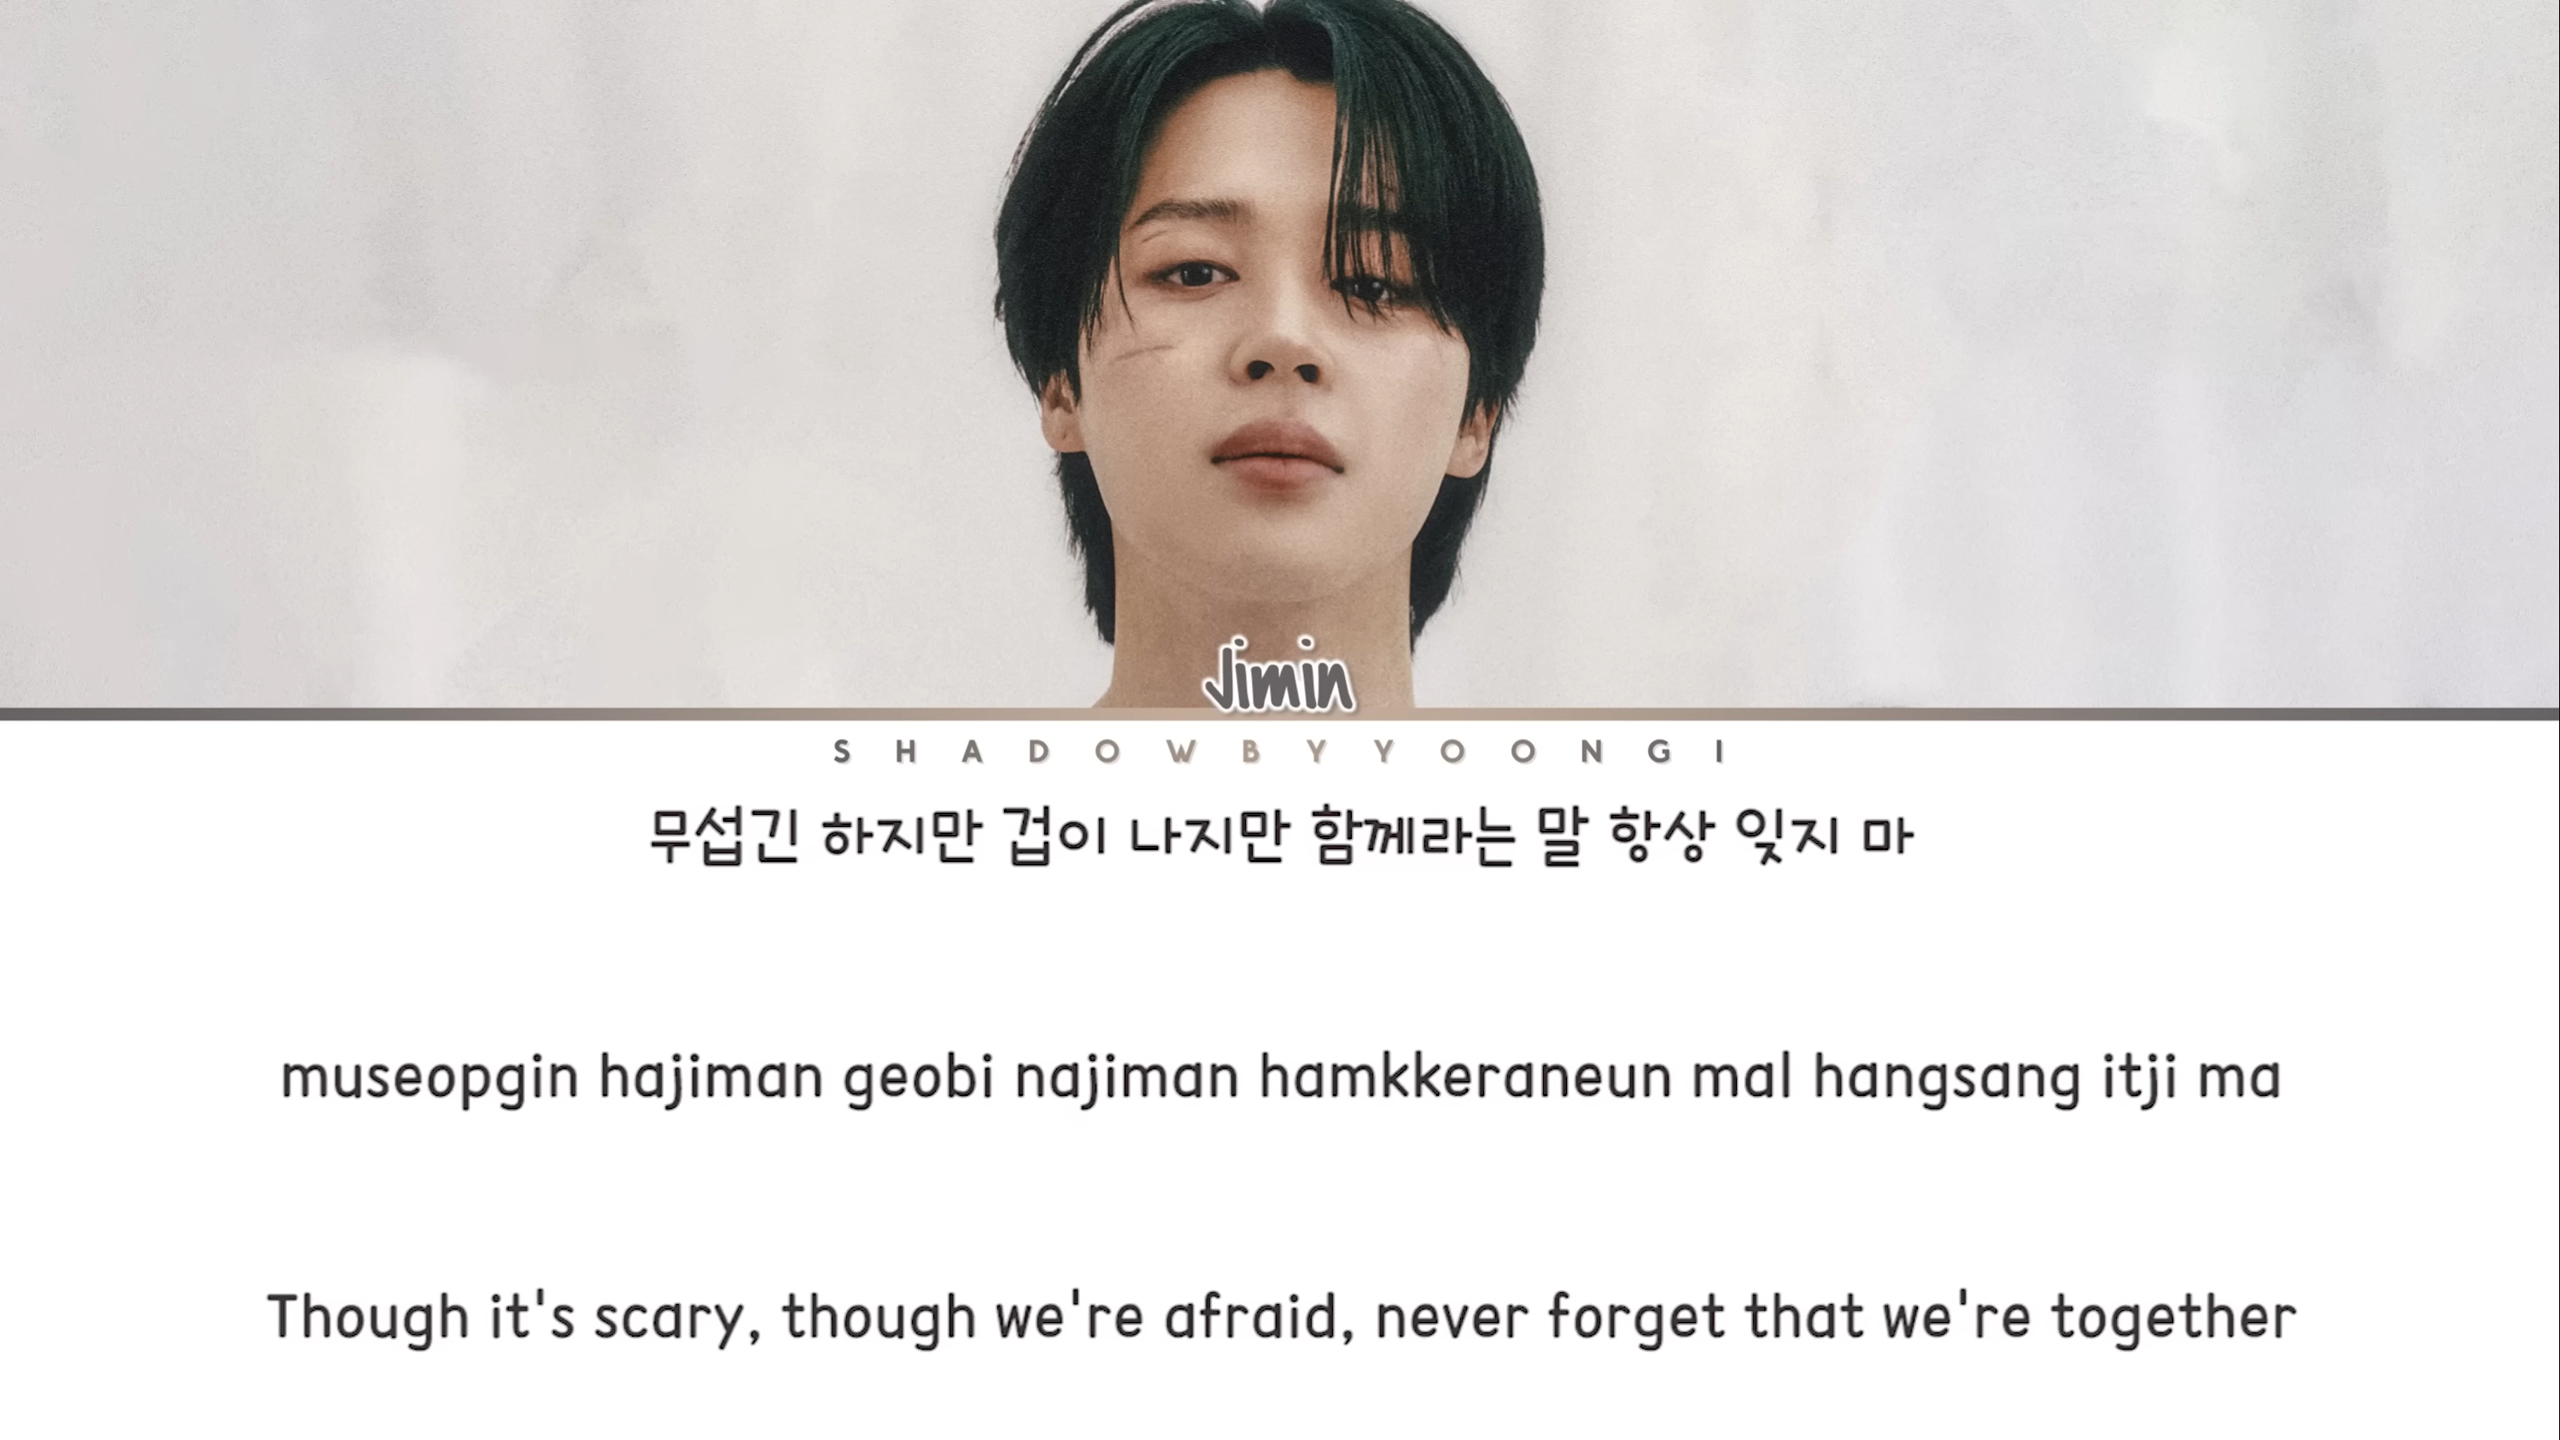 Jimin
SHADOWBYYOONGI
무섭긴 하지만 겁이 나지만 함께라는 말 항상 잊지 마
museopgin hajiman geobi najiman hamkkeraneun mal hangsang itji ma
Though it's scary, though we're afraid, never forget that we're together